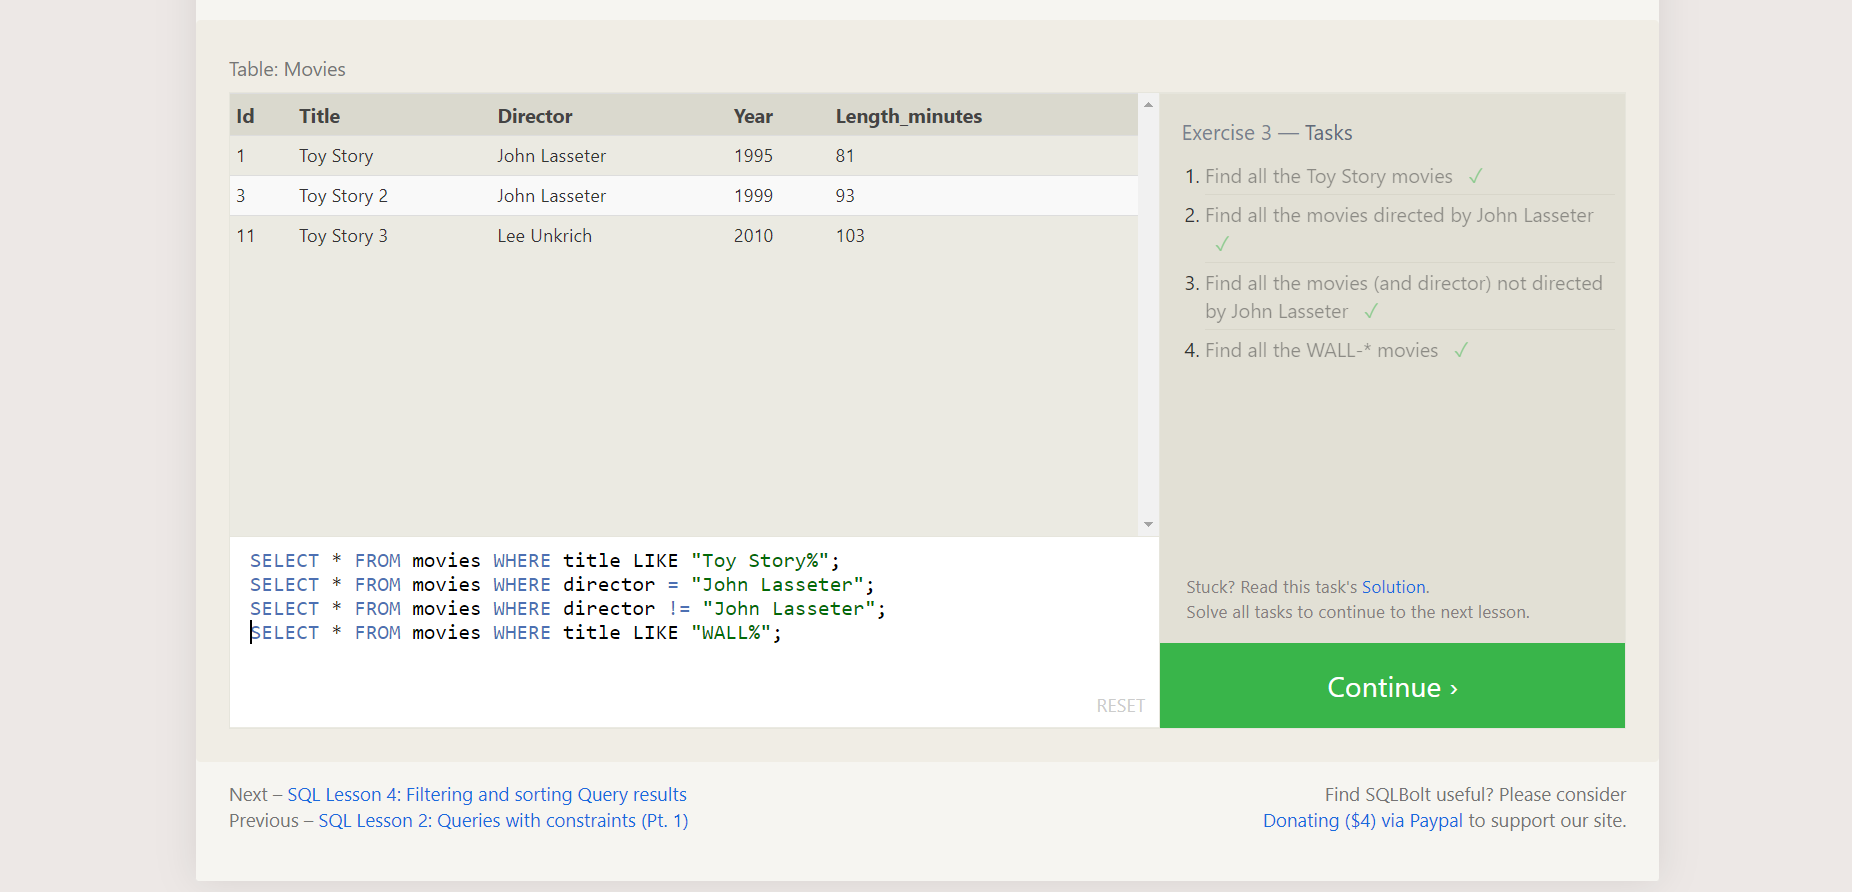 Table: Movies
Id Title Director Year Length_minutes
1 Toy Story John Lasseter 1995 81
3 Toy Story 2 John Lasseter 1999 93
11 Toy Story 3 Lee Unkrich 2010 103
SELECT * FROM movies WHERE title LIKE "Toy Story%";
SELECT * FROM movies WHERE director = "John Lasseter";
SELECT * FROM movies WHERE director != "John Lasseter";
SELECT * FROM movies WHERE title LIKE "WALL%";
RESET
Exercise 3 — Tasks
1. Find all the Toy Story movies ✓
2. Find all the movies directed by John Lasseter
✓
3. Find all the movies (and director) not directed
by John Lasseter ✓
4. Find all the WALL-* movies ✓
Stuck? Read this task's Solution.
Solve all tasks to continue to the next lesson.
Continue ›
Next – SQL Lesson 4: Filtering and sorting Query results
Previous – SQL Lesson 2: Queries with constraints (Pt. 1)
Find SQLBolt useful? Please consider
Donating ($4) via Paypal to support our site.